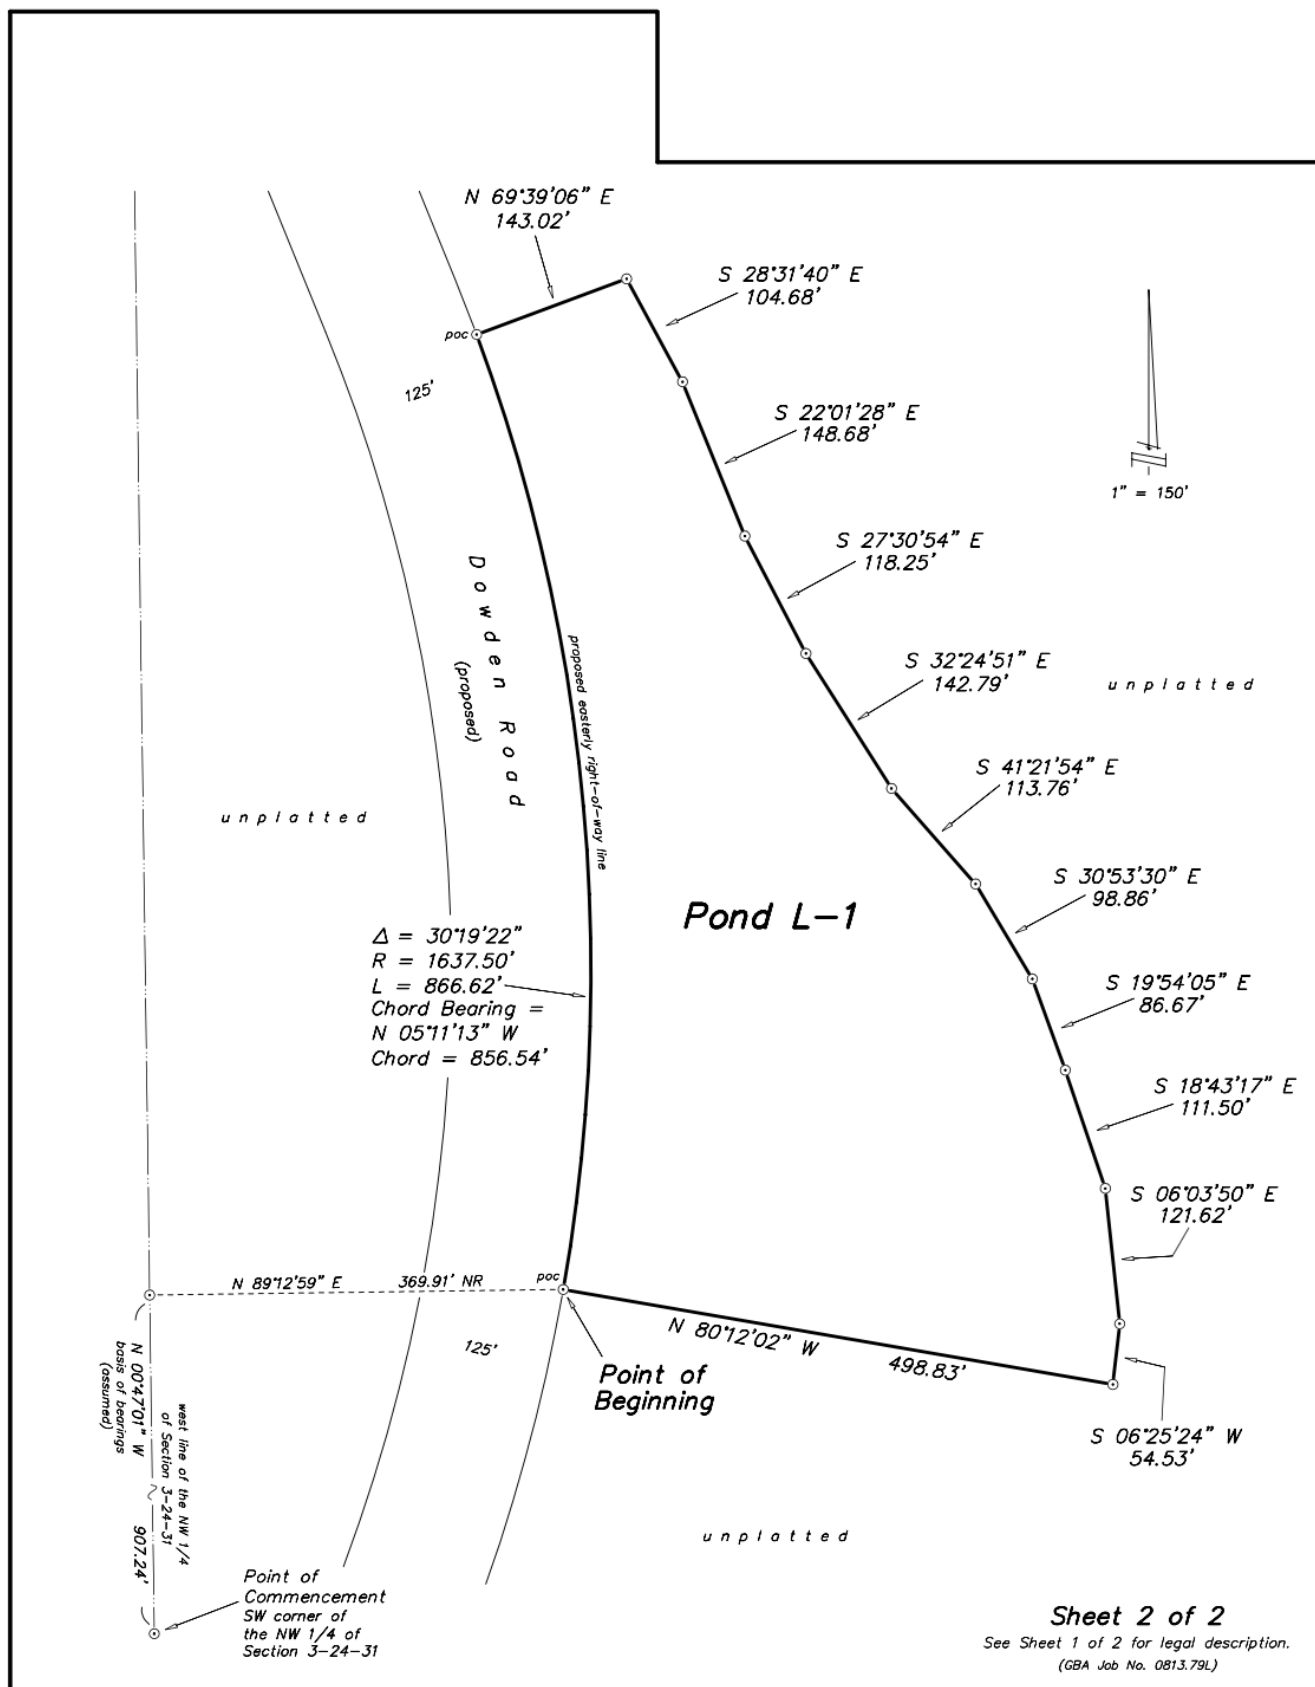 N 69°39'06" E
143.02'
S 28°31'40" E
104.68'
poc
125'
S 22°01'28" E
148.68'
1" = 150'
S 27°30'54" E
118.25'
Dowden Road
(proposed)
proposed easterly right-of-way line
S 32°24'51" E
142.79'
unplatted
S 41°21'54" E
113.76'
unplatted
S 30°53'30" E
98.86'
Pond L-1
Δ = 30°19'22"
R = 1637.50'
L = 866.62'
Chord Bearing =
N 05°11'13" W
Chord = 856.54'
S 19°54'05" E
86.67'
S 18°43'17" E
111.50'
S 06°03'50" E
121.62'
N 89°12'59" E 369.91' NR
poc
125'
N 80°12'02" W 498.83'
Point of
Beginning
S 06°25'24" W
54.53'
west line of the NW 1/4
of Section 3-24-31
N 00°47'01" W 907.24'
basis of bearings
(assumed)
unplatted
Point of
Commencement
SW corner of
the NW 1/4 of
Section 3-24-31
Sheet 2 of 2
See Sheet 1 of 2 for legal description.
(GBA Job No. 0813.79L)